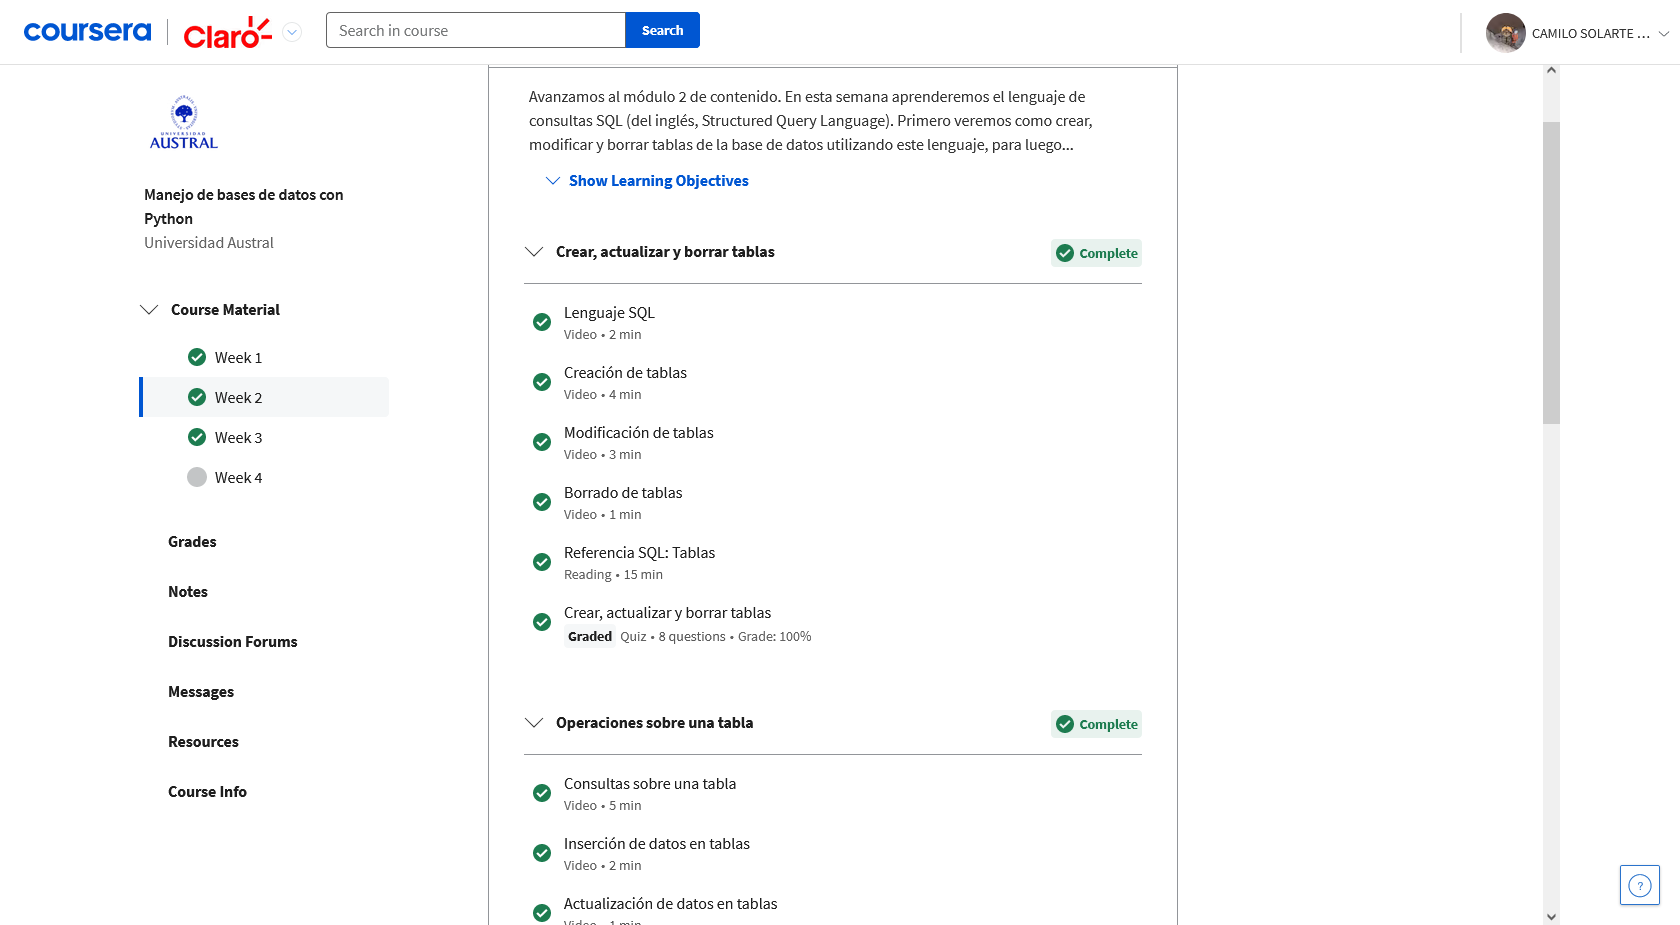 coursera
Claro
Search in course
Search
CAMILO SOLARTE ...
UNIVERSIDAD
AUSTRAL
Manejo de bases de datos con
Python
Universidad Austral
Course Material
Week 1
Week 2
Week 3
Week 4
Grades
Notes
Discussion Forums
Messages
Resources
Course Info
Avanzamos al módulo 2 de contenido. En esta semana aprenderemos el lenguaje de
consultas SQL (del inglés, Structured Query Language). Primero veremos como crear,
modificar y borrar tablas de la base de datos utilizando este lenguaje, para luego...
Show Learning Objectives
Crear, actualizar y borrar tablas
Complete
Lenguaje SQL
Video • 2 min
Creación de tablas
Video • 4 min
Modificación de tablas
Video • 3 min
Borrado de tablas
Video • 1 min
Referencia SQL: Tablas
Reading • 15 min
Crear, actualizar y borrar tablas
Graded Quiz • 8 questions • Grade: 100%
Operaciones sobre una tabla
Complete
Consultas sobre una tabla
Video • 5 min
Inserción de datos en tablas
Video • 2 min
Actualización de datos en tablas
Video • 1 min
?